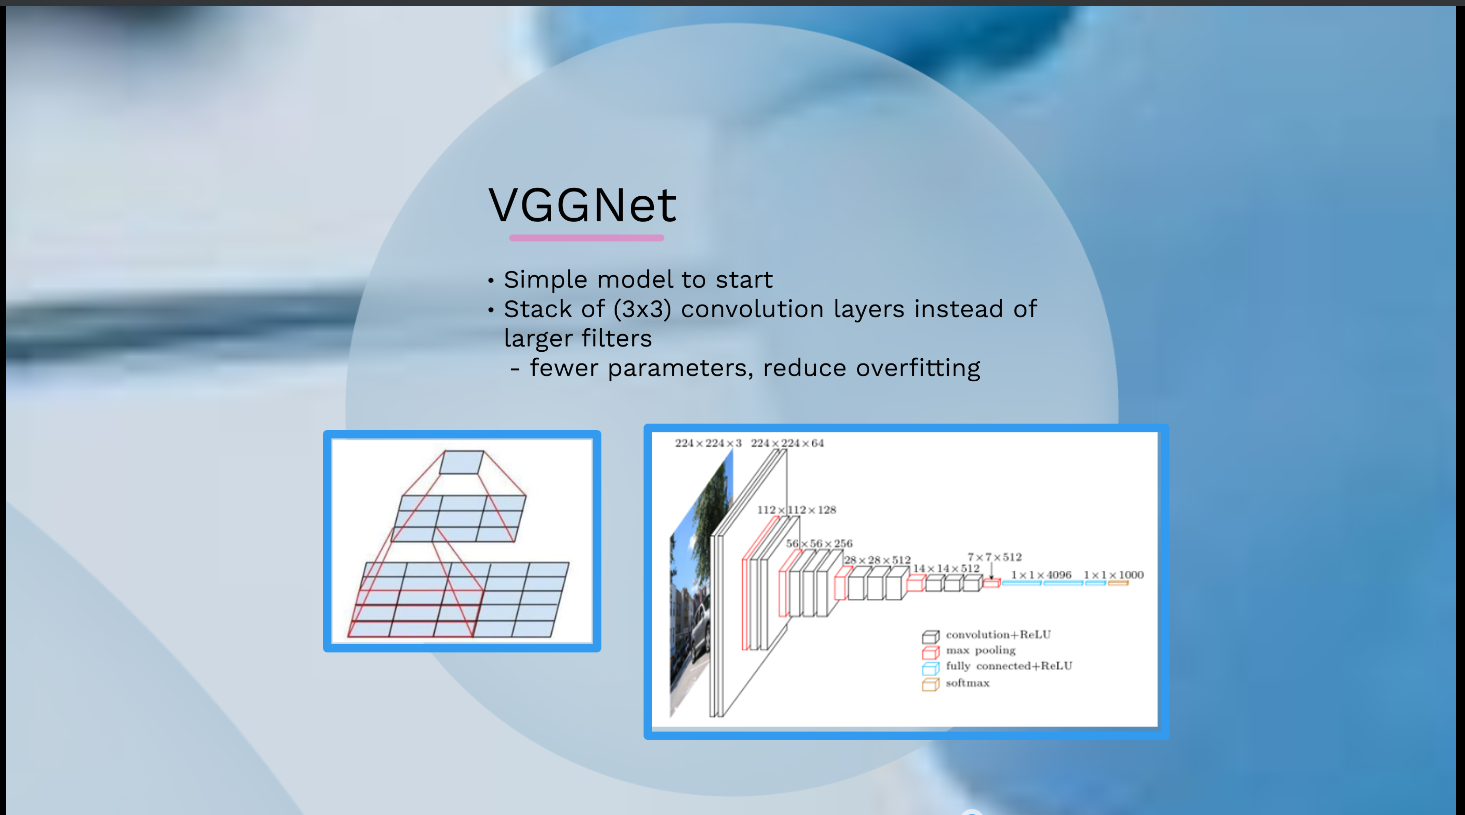 VGGNet
• Simple model to start
• Stack of (3x3) convolution layers instead of
larger filters
- fewer parameters, reduce overfitting
224×224×3 224×224×64
112×112×128
56×56×256
28×28×512
14×14×512
7×7×512
1×1×4096 1×1×1000
convolution+ReLU
max pooling
fully connected+ReLU
softmax